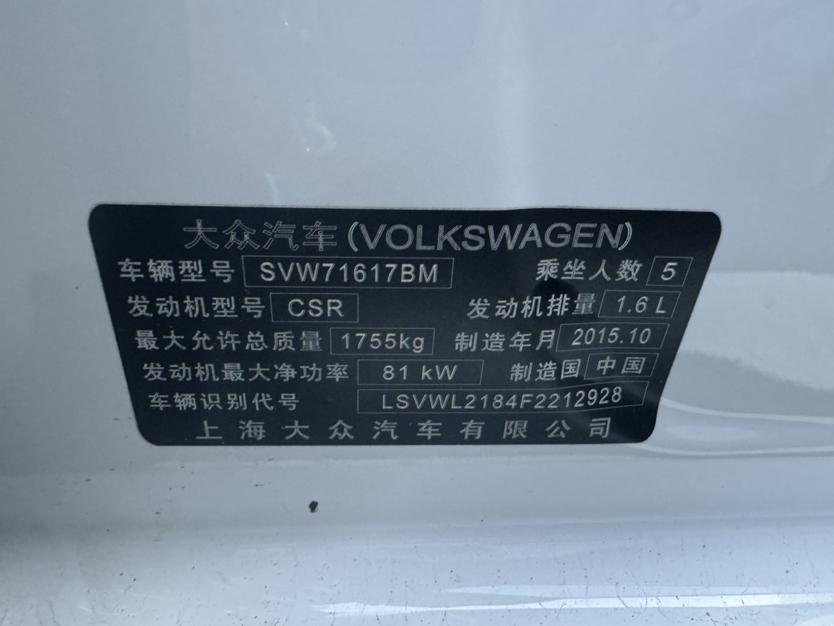 大众汽车(VOLKSWAGEN)
车辆型号 SVW71617BM 乘坐人数 5
发动机型号 CSR 发动机排量 1.6 L
最大允许总质量 1755kg 制造年月 2015.10
发动机最大净功率 81 kW 制造国 中国
车辆识别代号 LSVWL2184F2212928
上海大众汽车有限公司